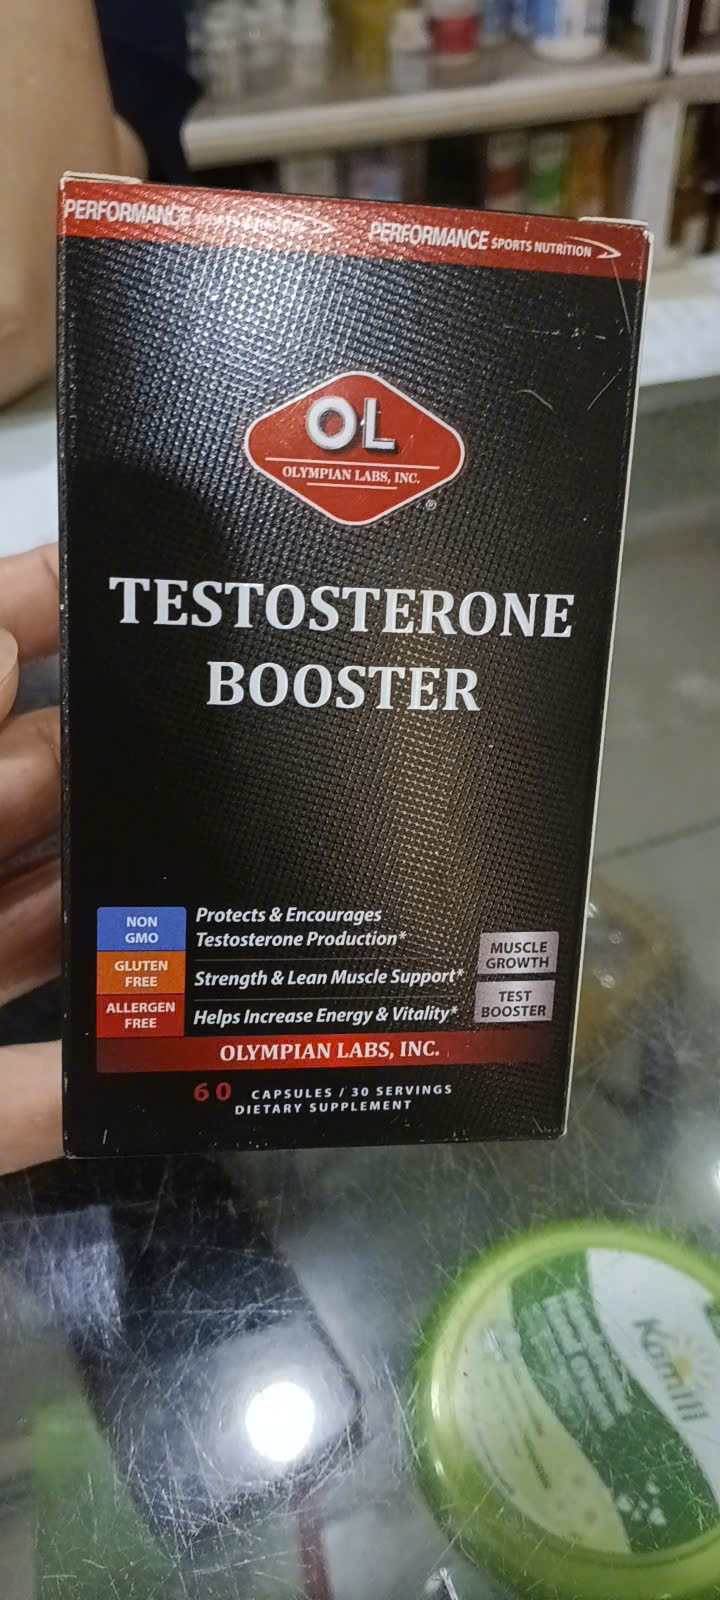 PERFORMANCE
PERFORMANCE SPORTS NUTRITION
OL
OLYMPIAN LABS, INC.
®
TESTOSTERONE
BOOSTER
NON
GMO
GLUTEN
FREE
ALLERGEN
FREE
Protects & Encourages
Testosterone Production*
Strength & Lean Muscle Support*
Helps Increase Energy & Vitality*
MUSCLE
GROWTH
TEST
BOOSTER
OLYMPIAN LABS, INC.
60 CAPSULES / 30 SERVINGS
DIETARY SUPPLEMENT
Kamill